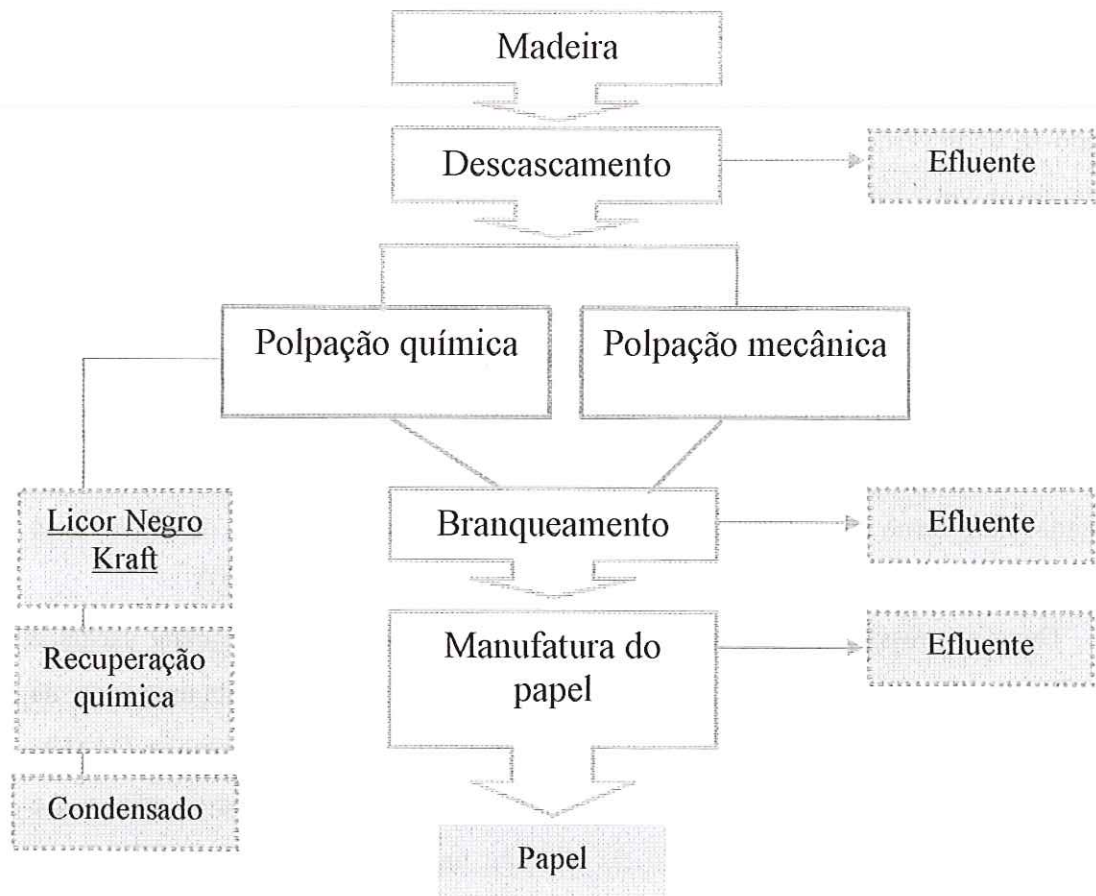 Madeira
Descascamento
Efluente
Polpação química
Polpação mecânica
Licor Negro
Kraft
Branqueamento
Efluente
Recuperação
química
Manufatura do
papel
Efluente
Condensado
Papel